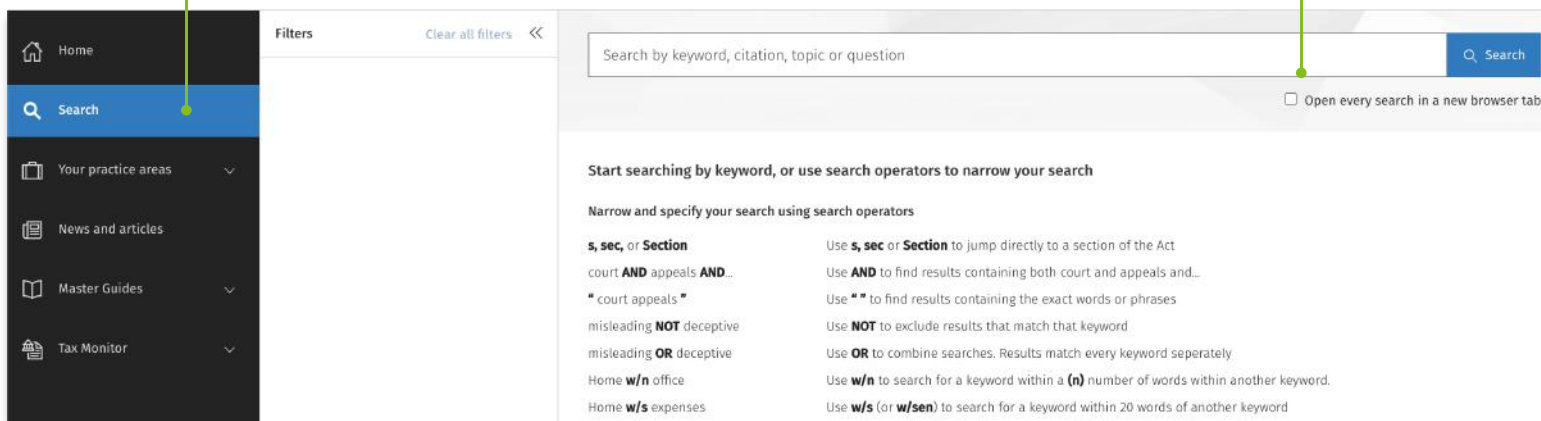 Home
Search
Your practice areas
News and articles
Master Guides
Tax Monitor
Filters Clear all filters
Search by keyword, citation, topic or question Search
Open every search in a new browser tab
Start searching by keyword, or use search operators to narrow your search
Narrow and specify your search using search operators
s, sec, or Section Use s, sec or Section to jump directly to a section of the Act
court AND appeals AND... Use AND to find results containing both court and appeals and...
“ court appeals ” Use “ ” to find results containing the exact words or phrases
misleading NOT deceptive Use NOT to exclude results that match that keyword
misleading OR deceptive Use OR to combine searches. Results match every keyword seperately
Home w/n office Use w/n to search for a keyword within a (n) number of words within another keyword.
Home w/s expenses Use w/s (or w/sen) to search for a keyword within 20 words of another keyword